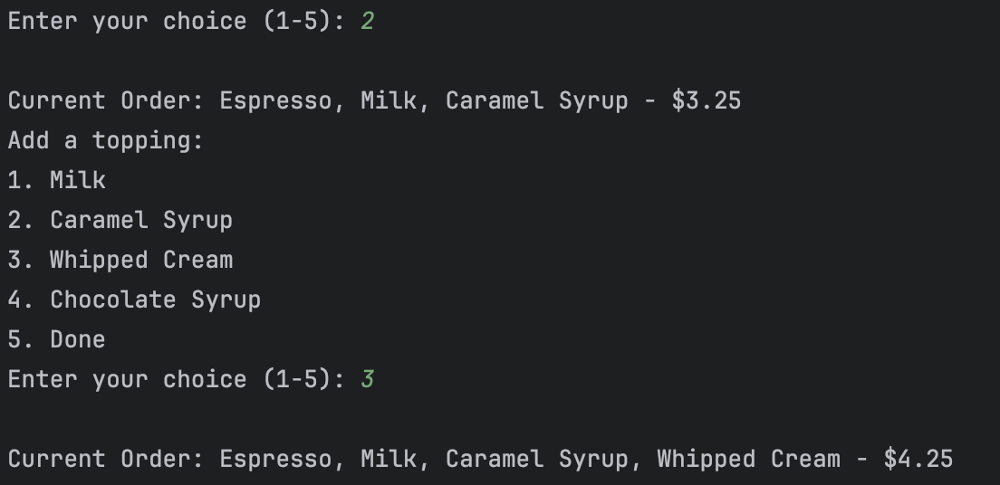 Enter your choice (1-5): 2
Current Order: Espresso, Milk, Caramel Syrup - $3.25
Add a topping:
1. Milk
2. Caramel Syrup
3. Whipped Cream
4. Chocolate Syrup
5. Done
Enter your choice (1-5): 3
Current Order: Espresso, Milk, Caramel Syrup, Whipped Cream - $4.25